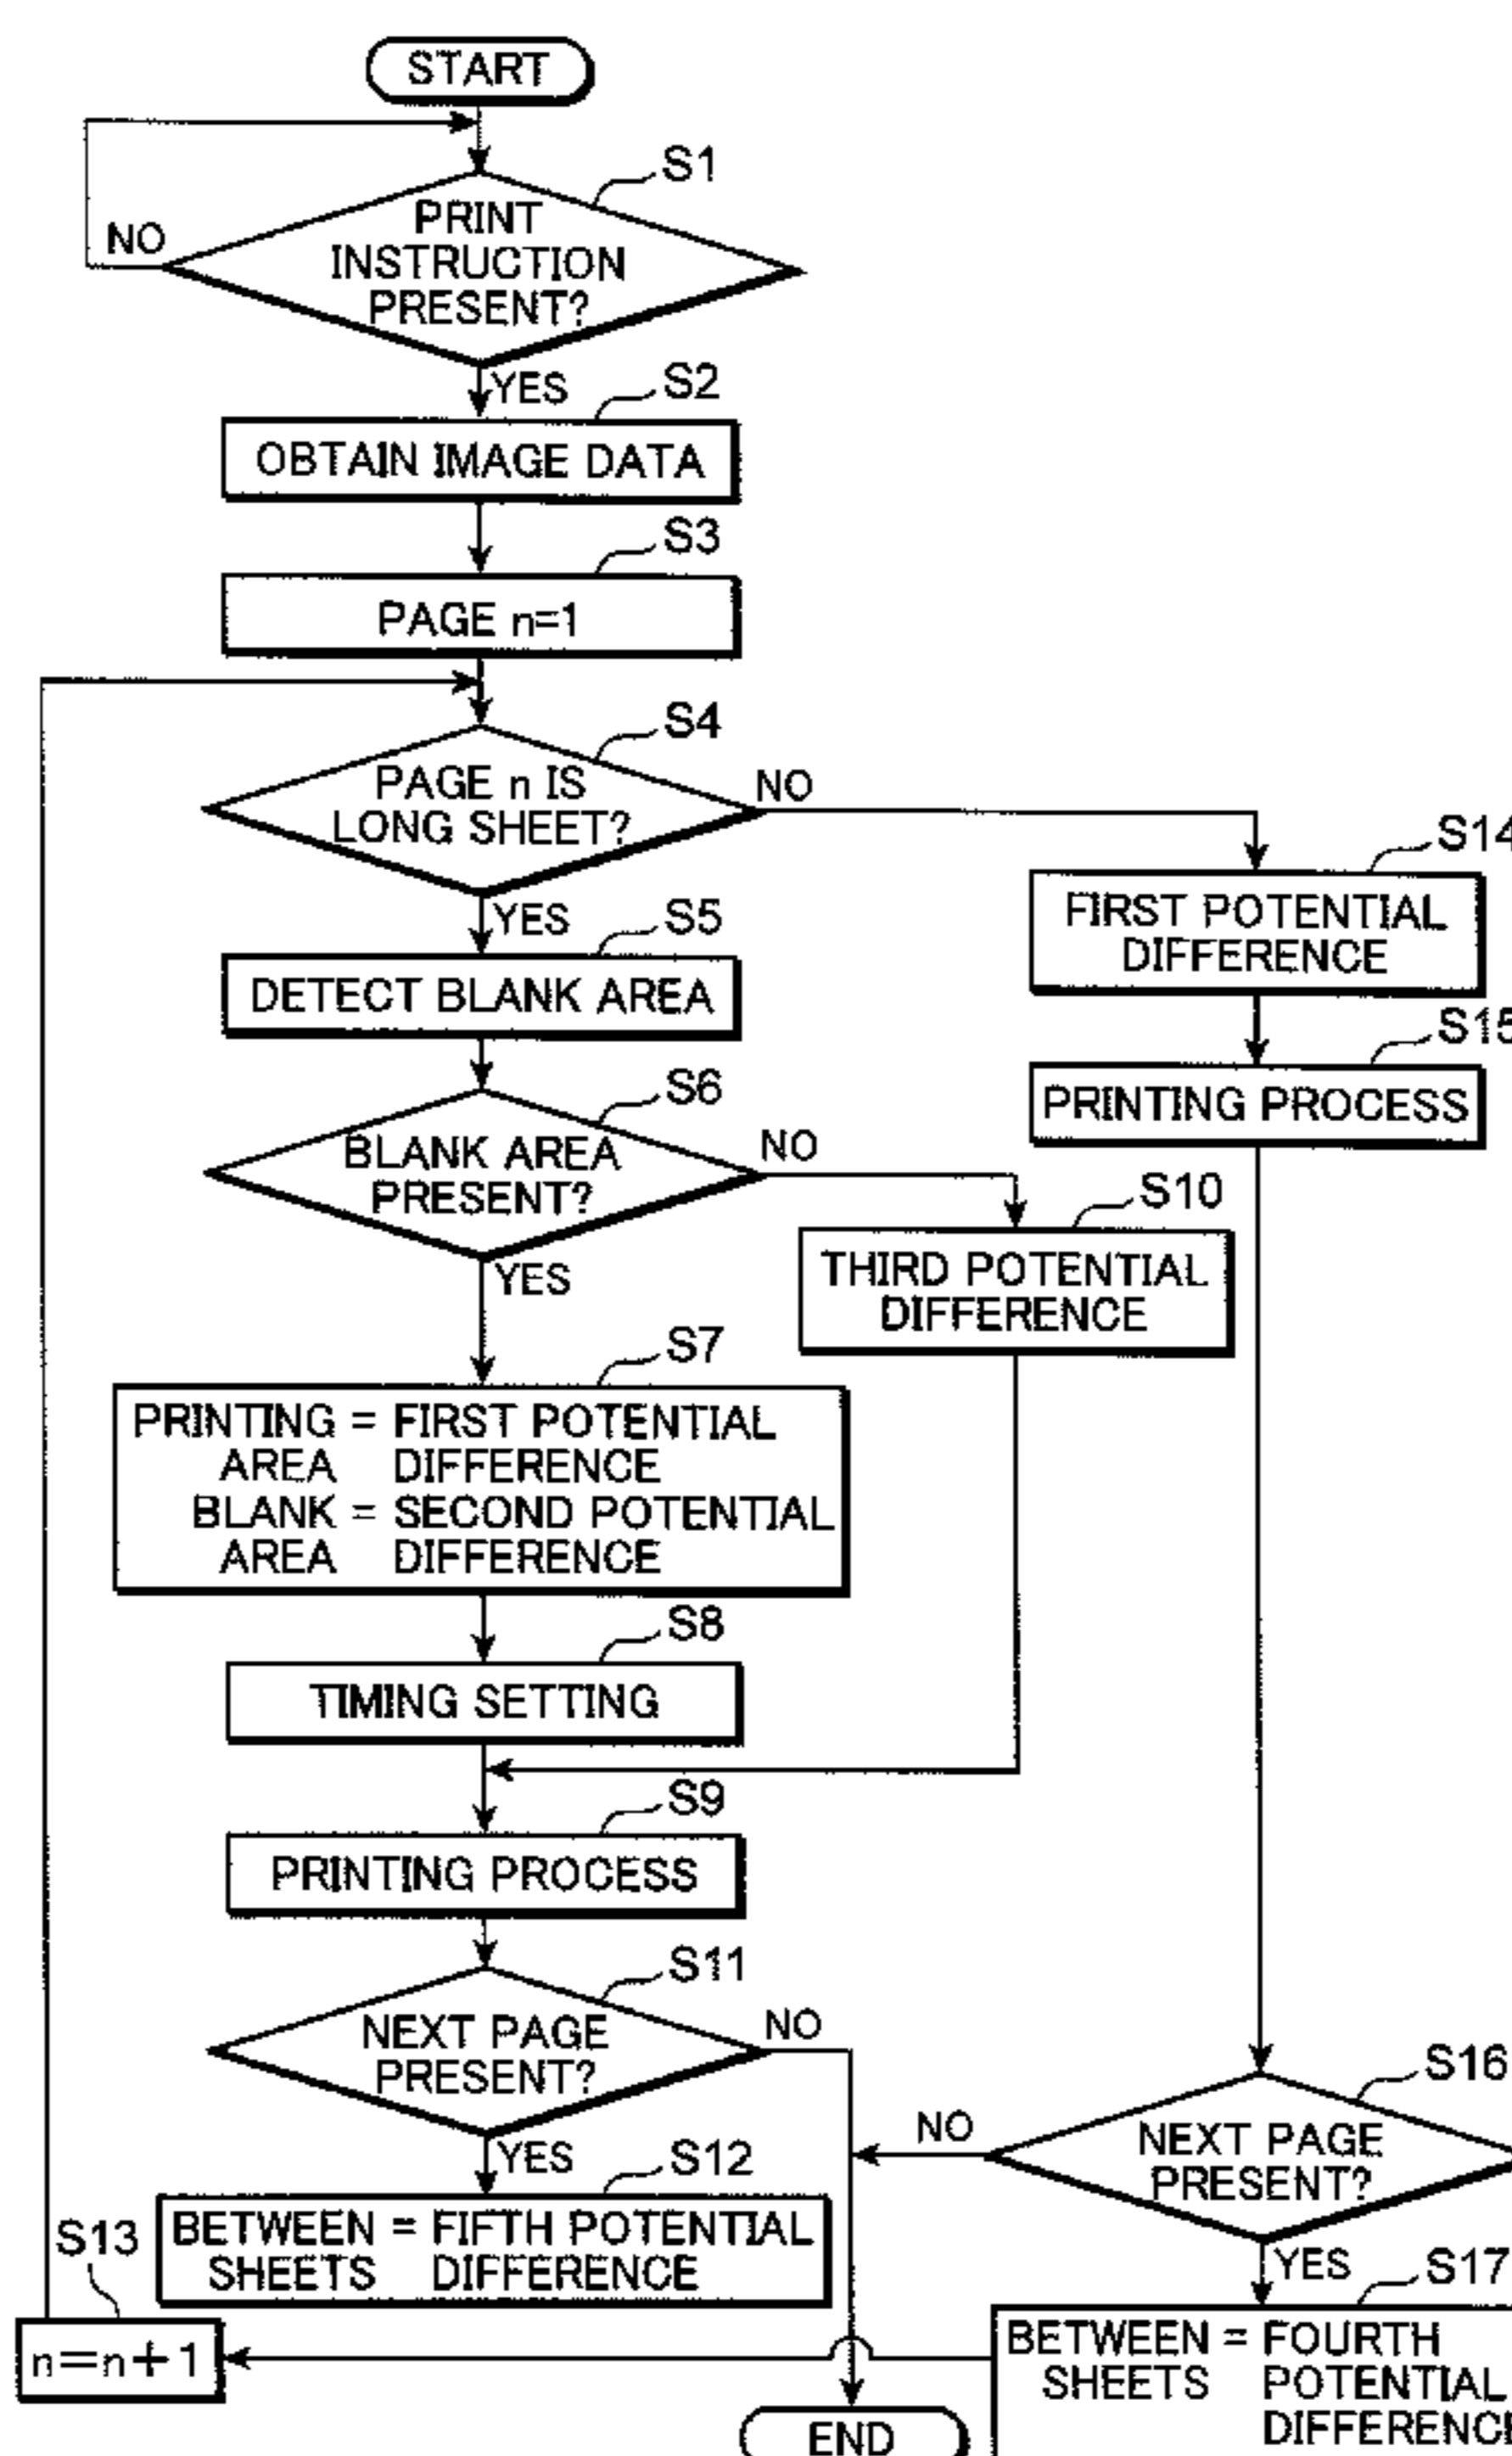 START
S1
PRINT
INSTRUCTION
PRESENT?
NO
YES
S2
OBTAIN IMAGE DATA
S3
PAGE n=1
S4
PAGE n IS
LONG SHEET?
NO
YES
S14
FIRST POTENTIAL
DIFFERENCE
S15
PRINTING PROCESS
S5
DETECT BLANK AREA
S6
BLANK AREA
PRESENT?
NO
YES
S10
THIRD POTENTIAL
DIFFERENCE
S7
PRINTING = FIRST POTENTIAL
AREA DIFFERENCE
BLANK = SECOND POTENTIAL
AREA DIFFERENCE
S8
TIMING SETTING
S9
PRINTING PROCESS
S11
NEXT PAGE
PRESENT?
NO
YES
S12
BETWEEN = FIFTH POTENTIAL
SHEETS DIFFERENCE
S13
n=n+1
S16
NEXT PAGE
PRESENT?
NO
YES
S17
BETWEEN = FOURTH
SHEETS POTENTIAL
DIFFERENCE
END